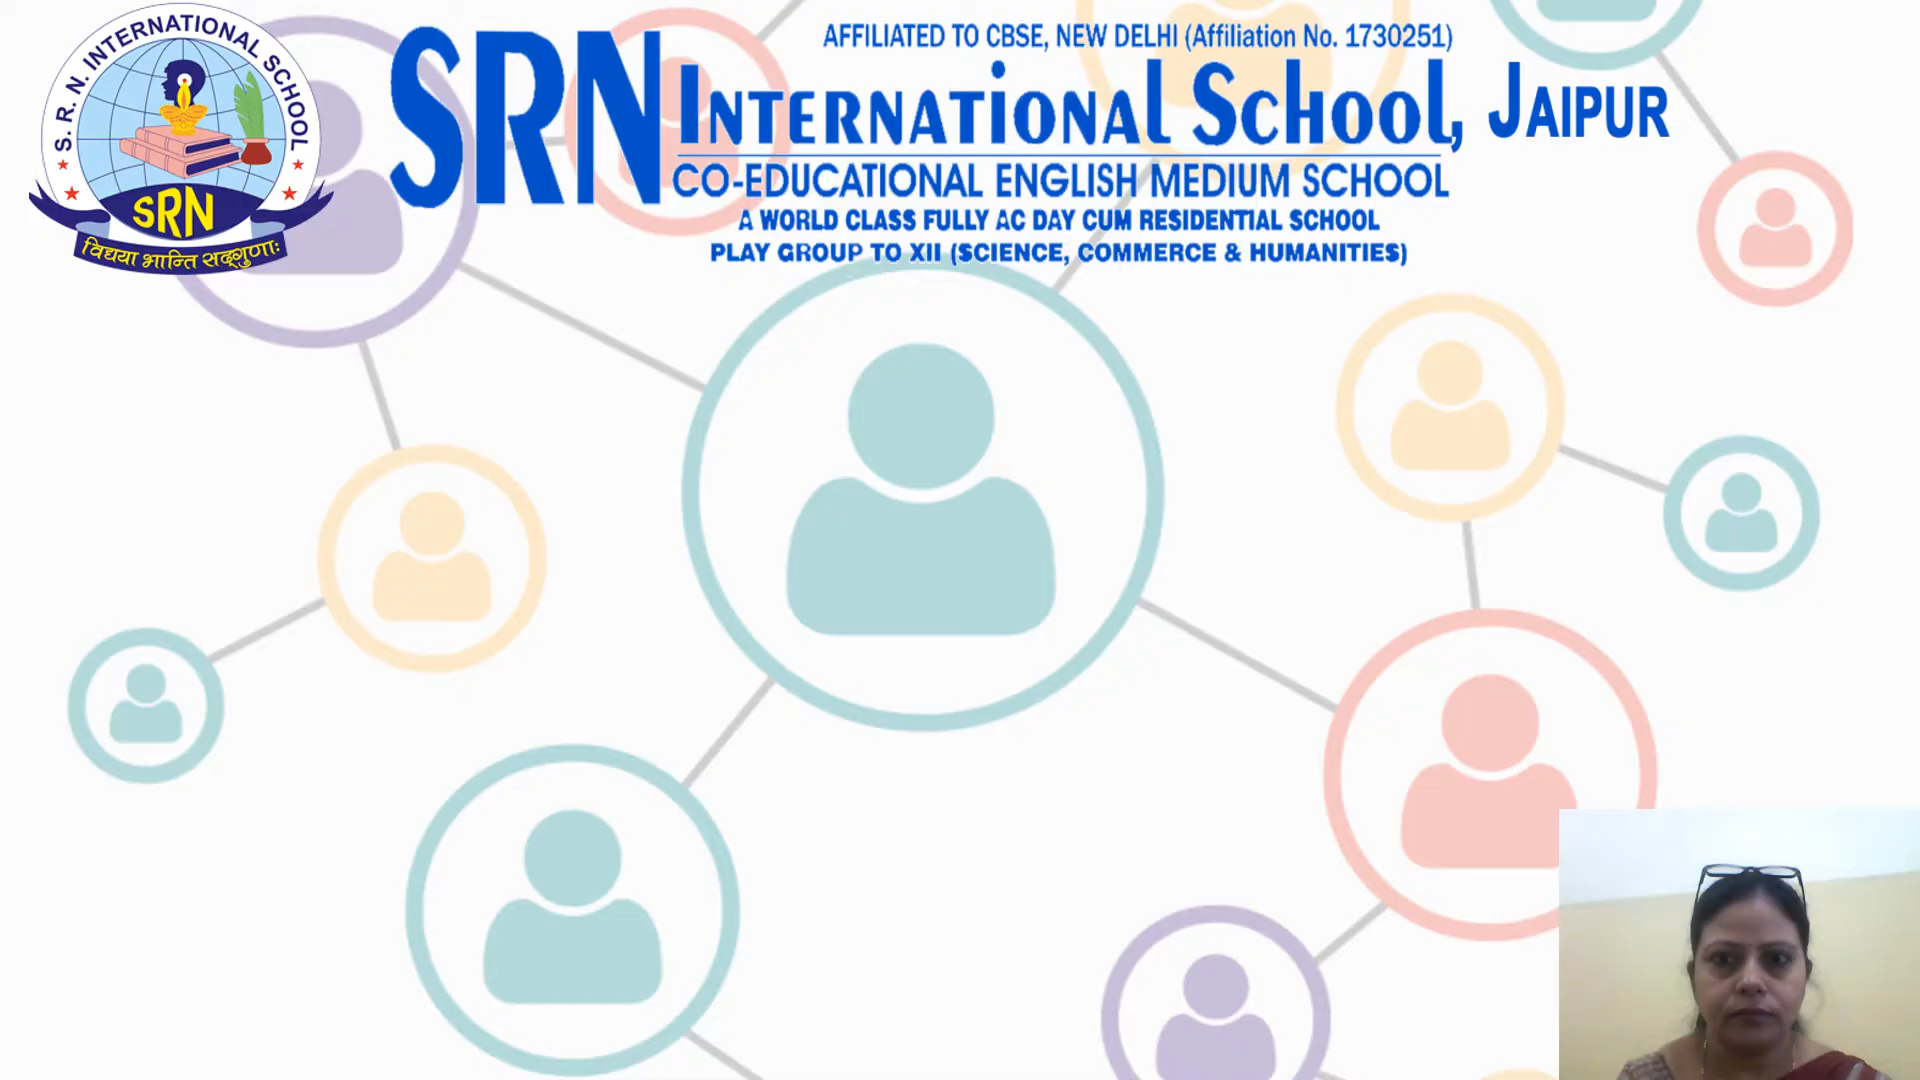 S. R. N. INTERNATIONAL SCHOOL
SRN
विद्यया भान्ति सद्गुणाः
AFFILIATED TO CBSE, NEW DELHI (Affiliation No. 1730251)
SRN INTERNATIONAL SCHOOL, JAIPUR
CO-EDUCATIONAL ENGLISH MEDIUM SCHOOL
A WORLD CLASS FULLY AC DAY CUM RESIDENTIAL SCHOOL
PLAY GROUP TO XII (SCIENCE, COMMERCE & HUMANITIES)